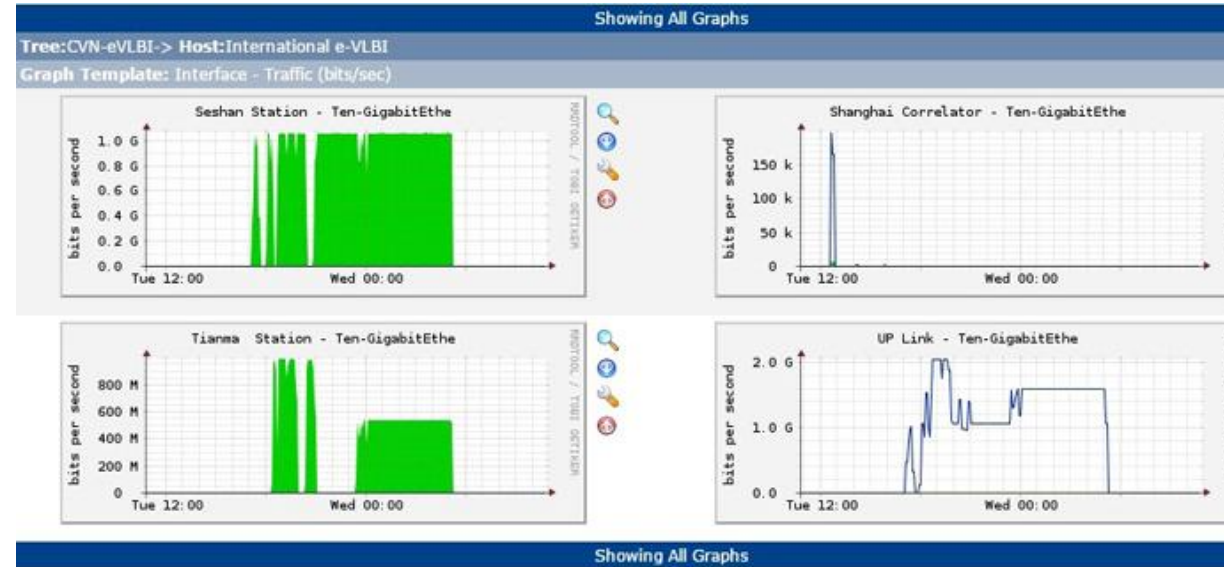 Showing All Graphs
Tree:CVN-eVLBI-> Host:International e-VLBI
Graph Template: Interface - Traffic (bits/sec)
Seshan Station - Ten-GigabitEthe
bits per second
1.0 G
0.8 G
0.6 G
0.4 G
0.2 G
0.0
Tue 12:00 Wed 00:00
RRDTOOL / TOBI OETIKER
Shanghai Correlator - Ten-GigabitEthe
bits per second
150 k
100 k
50 k
0
Tue 12:00 Wed 00:00
Tianma Station - Ten-GigabitEthe
bits per second
800 M
600 M
400 M
200 M
0
Tue 12:00 Wed 00:00
RRDTOOL / TOBI OETIKER
UP Link - Ten-GigabitEthe
bits per second
2.0 G
1.0 G
0.0
Tue 12:00 Wed 00:00
Showing All Graphs